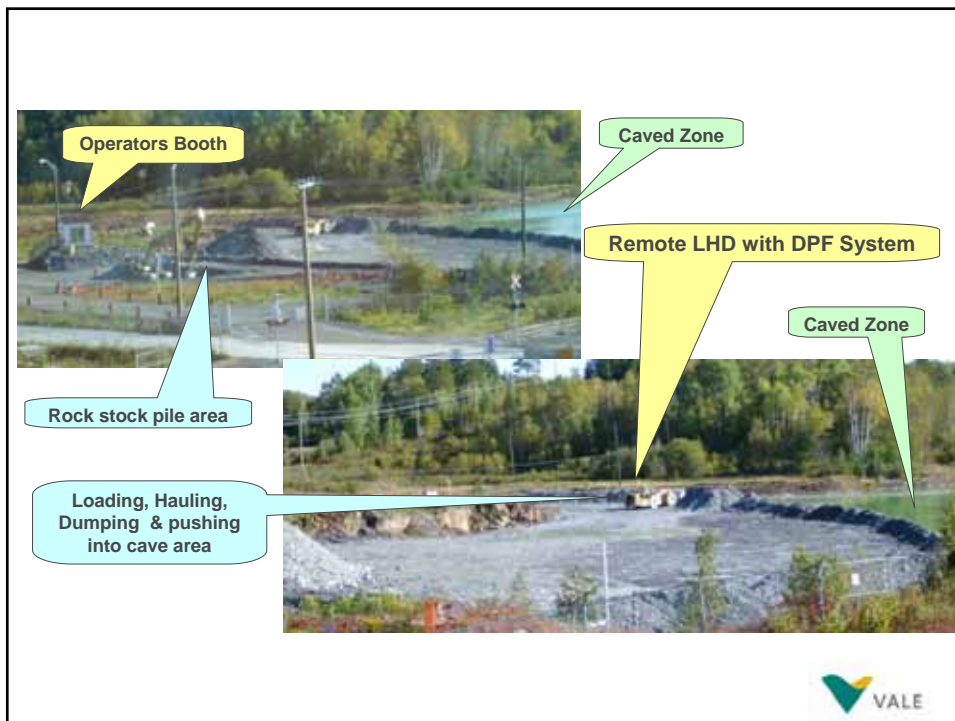 Operators Booth
Caved Zone
Remote LHD with DPF System
Caved Zone
Rock stock pile area
Loading, Hauling,
Dumping & pushing
into cave area
VALE